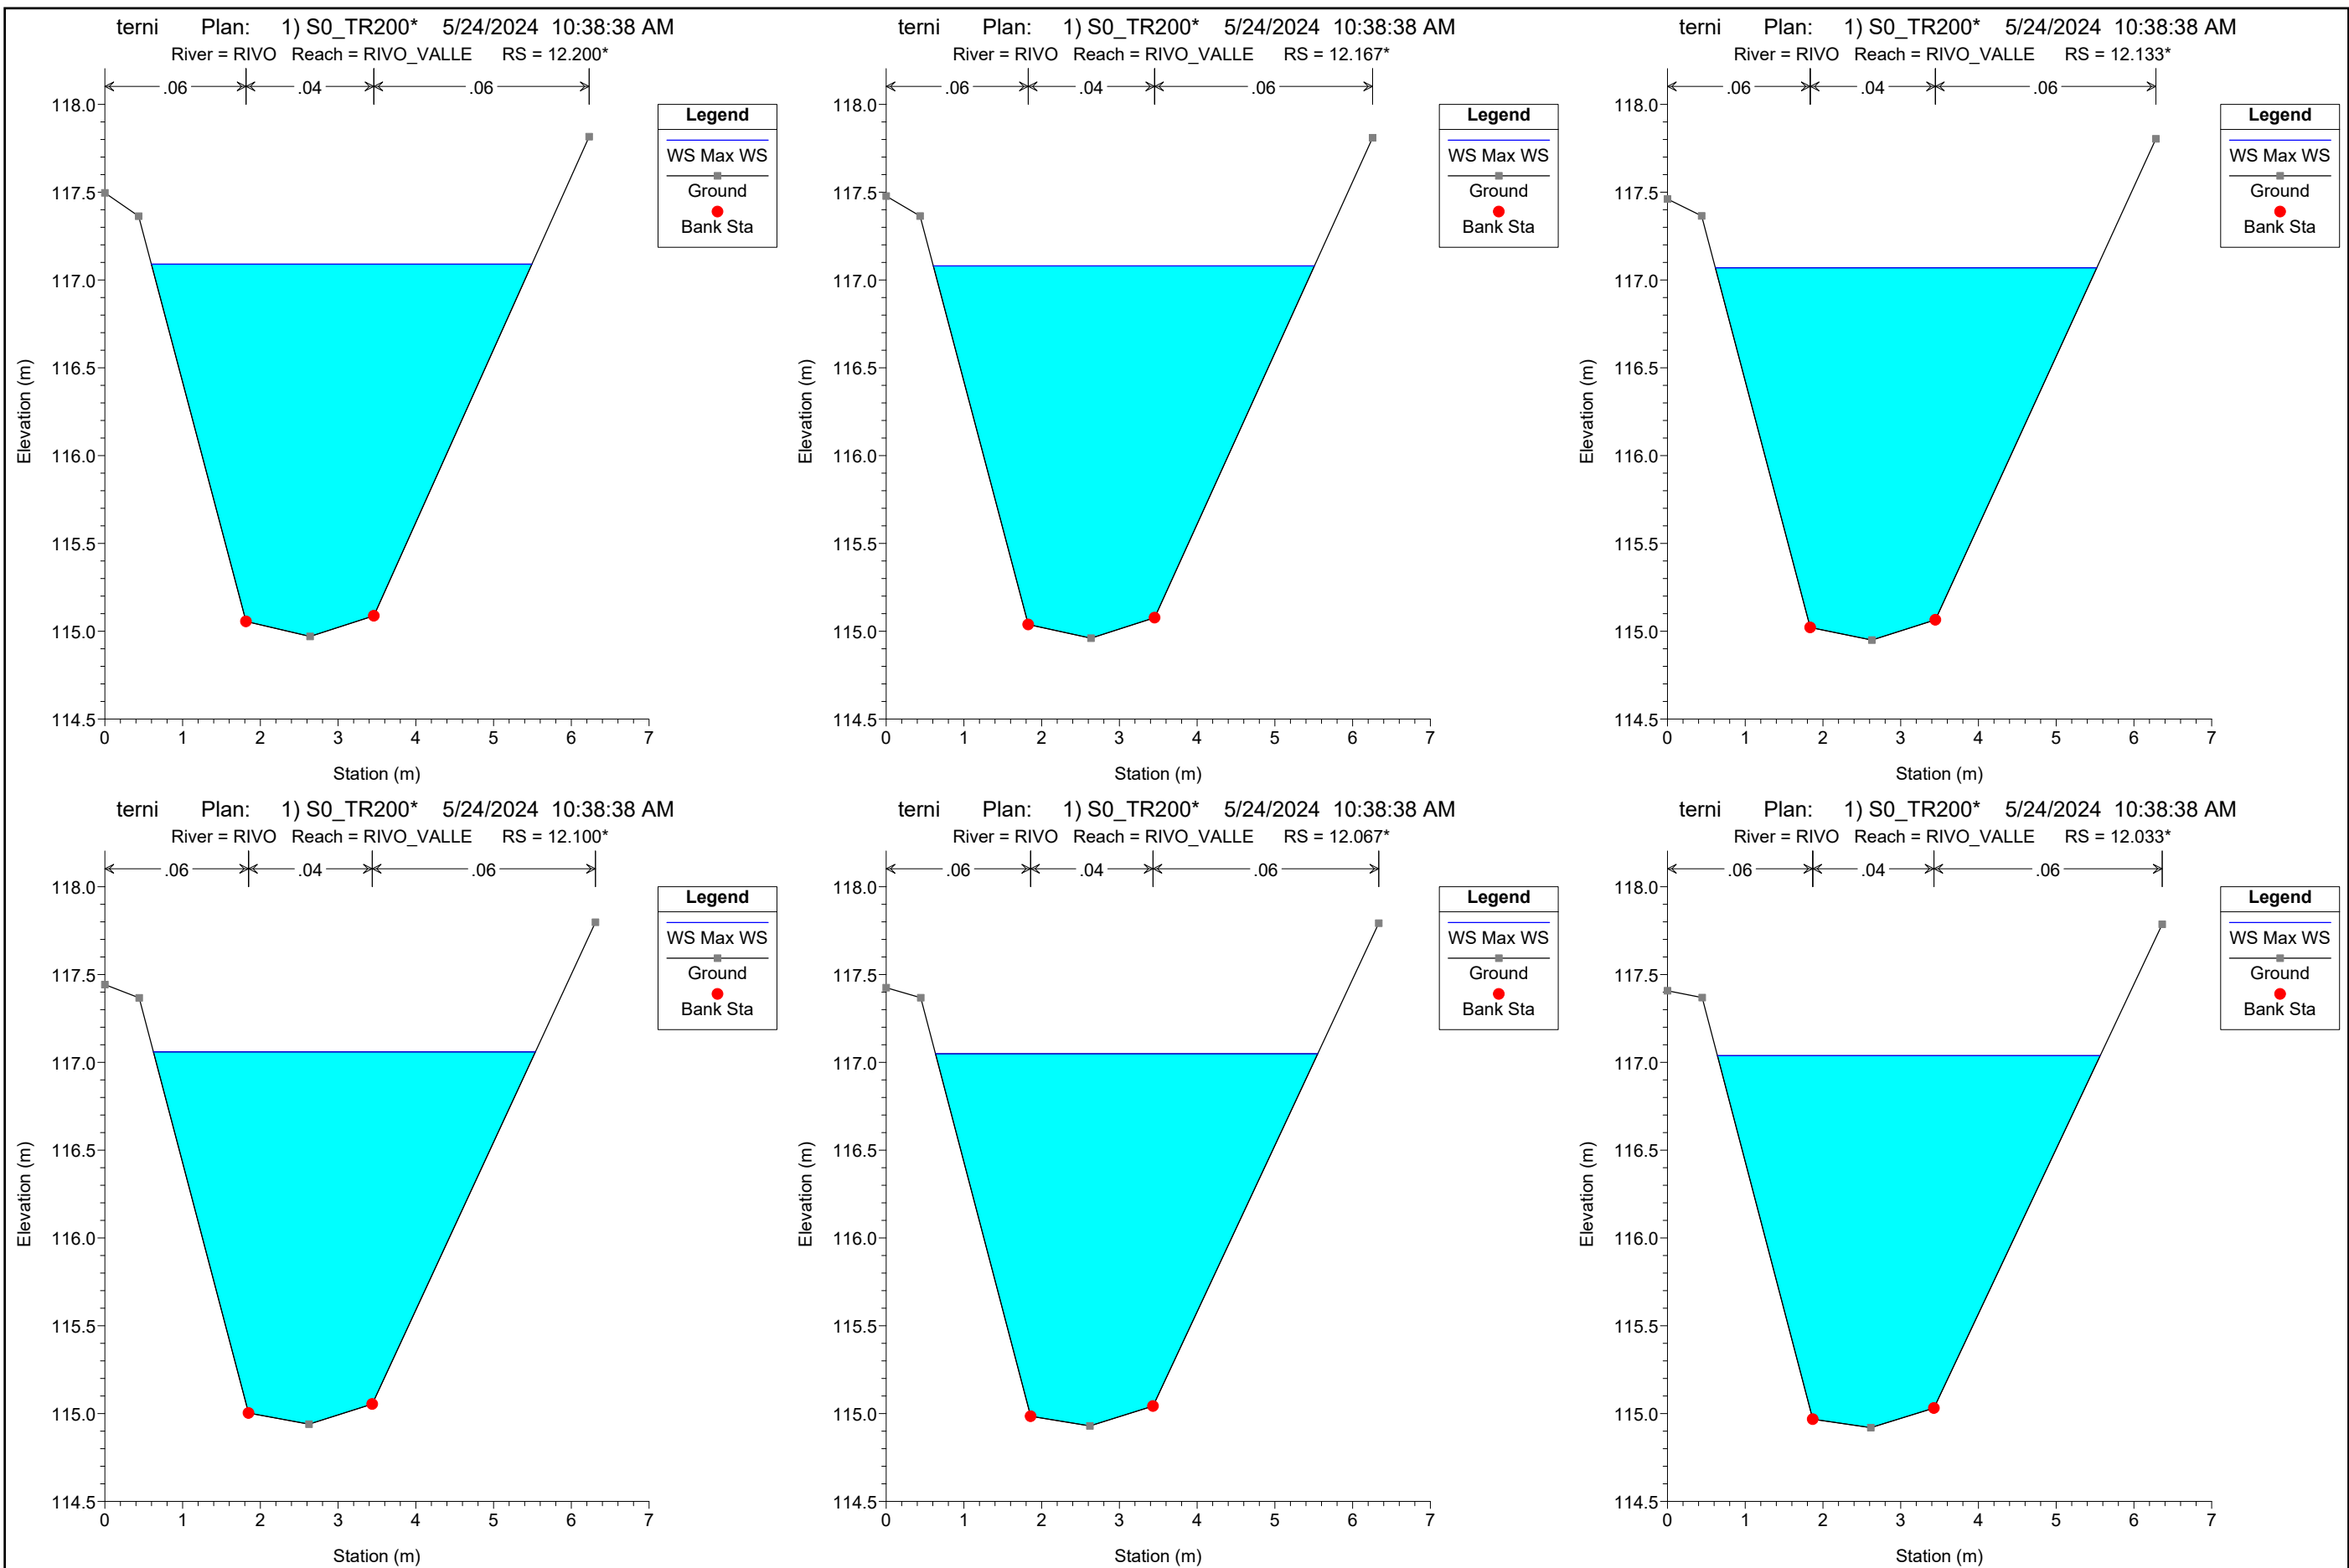 terni Plan: 1) S0_TR200* 5/24/2024 10:38:38 AM
River = RIVO Reach = RIVO_VALLE RS = 12.200*
.06 .04 .06
118.0
117.5
117.0
116.5
116.0
115.5
115.0
114.5
0 1 2 3 4 5 6 7
Station (m)
Elevation (m)
Legend
WS Max WS
Ground
Bank Sta
terni Plan: 1) S0_TR200* 5/24/2024 10:38:38 AM
River = RIVO Reach = RIVO_VALLE RS = 12.167*
.06 .04 .06
118.0
117.5
117.0
116.5
116.0
115.5
115.0
114.5
0 1 2 3 4 5 6 7
Station (m)
Elevation (m)
Legend
WS Max WS
Ground
Bank Sta
terni Plan: 1) S0_TR200* 5/24/2024 10:38:38 AM
River = RIVO Reach = RIVO_VALLE RS = 12.133*
.06 .04 .06
118.0
117.5
117.0
116.5
116.0
115.5
115.0
114.5
0 1 2 3 4 5 6 7
Station (m)
Elevation (m)
Legend
WS Max WS
Ground
Bank Sta
terni Plan: 1) S0_TR200* 5/24/2024 10:38:38 AM
River = RIVO Reach = RIVO_VALLE RS = 12.100*
.06 .04 .06
118.0
117.5
117.0
116.5
116.0
115.5
115.0
114.5
0 1 2 3 4 5 6 7
Station (m)
Elevation (m)
Legend
WS Max WS
Ground
Bank Sta
terni Plan: 1) S0_TR200* 5/24/2024 10:38:38 AM
River = RIVO Reach = RIVO_VALLE RS = 12.067*
.06 .04 .06
118.0
117.5
117.0
116.5
116.0
115.5
115.0
114.5
0 1 2 3 4 5 6 7
Station (m)
Elevation (m)
Legend
WS Max WS
Ground
Bank Sta
terni Plan: 1) S0_TR200* 5/24/2024 10:38:38 AM
River = RIVO Reach = RIVO_VALLE RS = 12.033*
.06 .04 .06
118.0
117.5
117.0
116.5
116.0
115.5
115.0
114.5
0 1 2 3 4 5 6 7
Station (m)
Elevation (m)
Legend
WS Max WS
Ground
Bank Sta